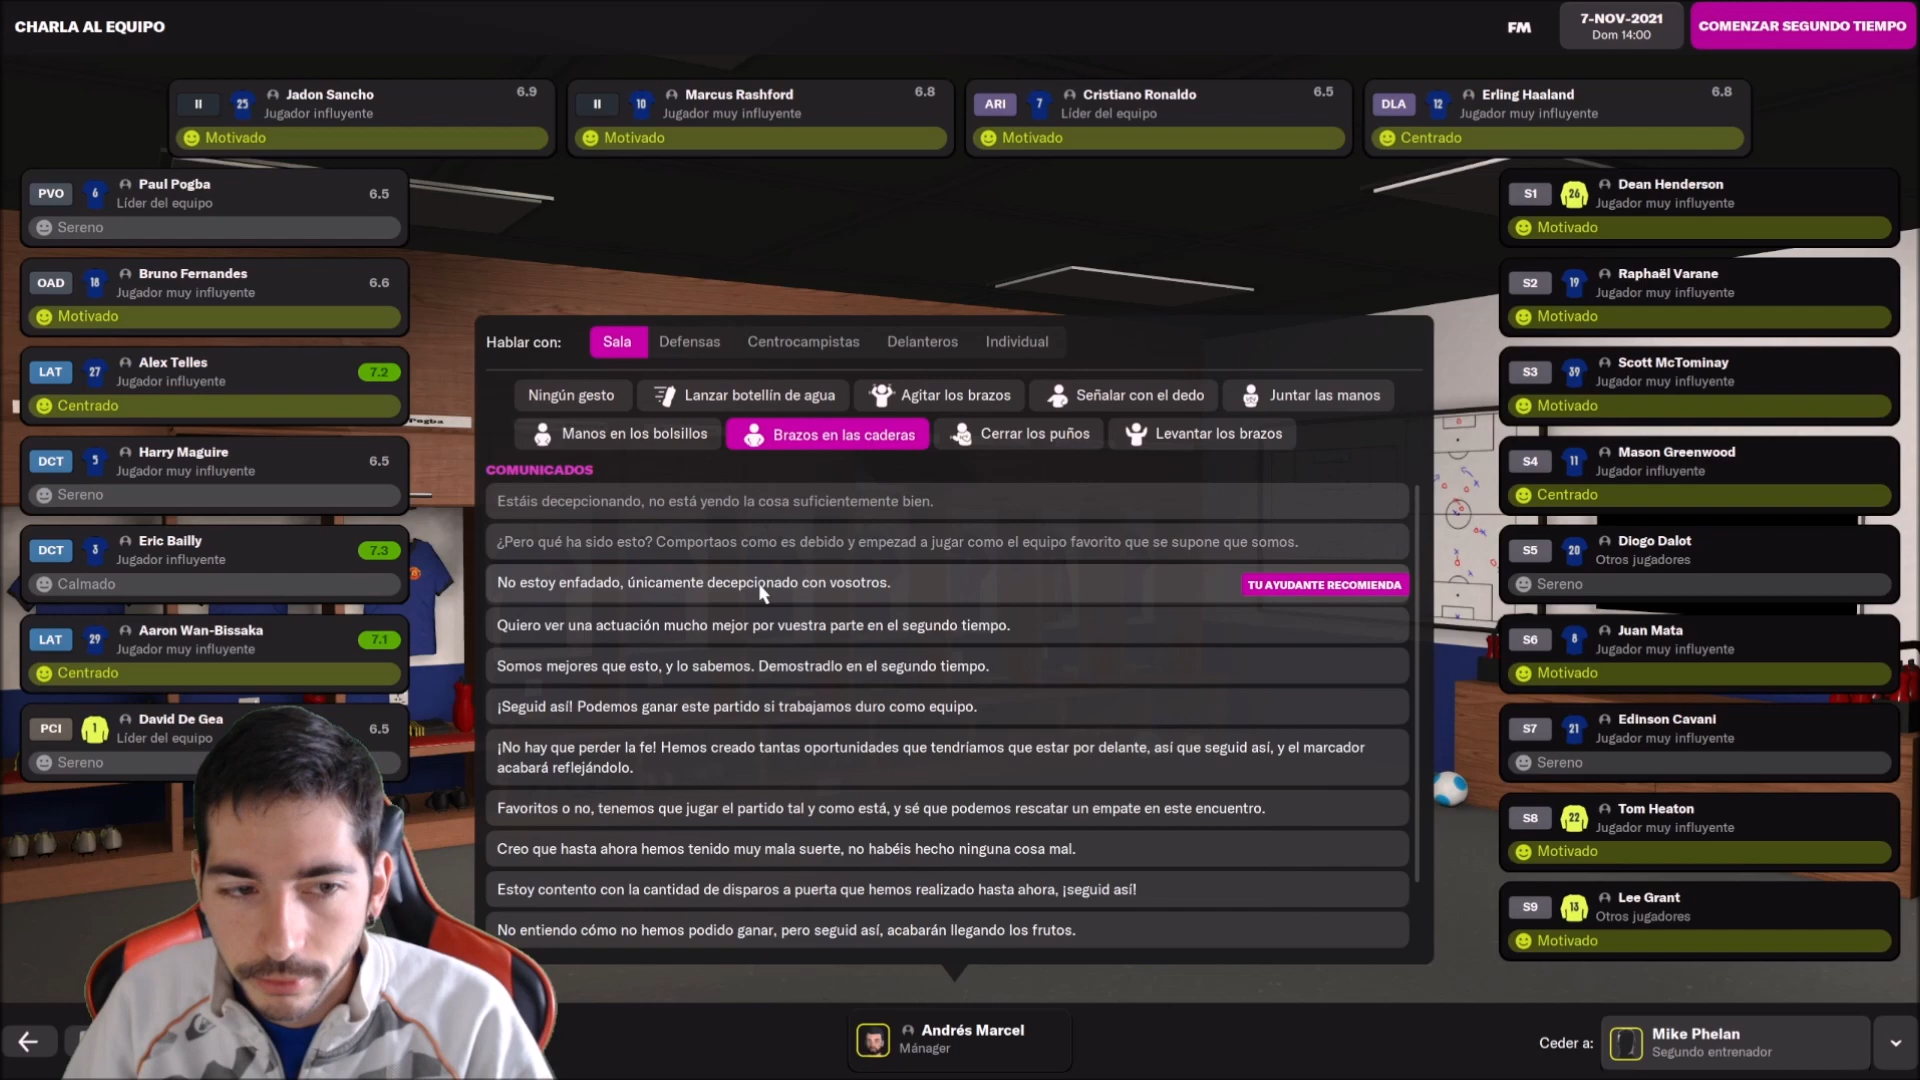 CHARLA AL EQUIPO
FM
7-NOV-2021
Dom 14:00
COMENZAR SEGUNDO TIEMPO
II 25 Jadon Sancho 6.9
Jugador influyente
Motivado
II 10 Marcus Rashford 6.8
Jugador muy influyente
Motivado
ARI 7 Cristiano Ronaldo 6.5
Líder del equipo
Motivado
DLA 12 Erling Haaland 6.8
Jugador muy influyente
Centrado
PVO 6 Paul Pogba 6.5
Líder del equipo
Sereno
OAD 18 Bruno Fernandes 6.6
Jugador muy influyente
Motivado
LAT 27 Alex Telles 7.2
Jugador influyente
Centrado
DCT 5 Harry Maguire 6.5
Jugador muy influyente
Sereno
DCT 3 Eric Bailly 7.3
Jugador influyente
Calmado
LAT 29 Aaron Wan-Bissaka 7.1
Jugador muy influyente
Centrado
PCI 1 David De Gea 6.5
Líder del equipo
Sereno
Pogba
Hablar con: Sala Defensas Centrocampistas Delanteros Individual
Ningún gesto Lanzar botellín de agua Agitar los brazos Señalar con el dedo Juntar las manos
Manos en los bolsillos Brazos en las caderas Cerrar los puños Levantar los brazos
COMUNICADOS
Estáis decepcionando, no está yendo la cosa suficientemente bien.
¿Pero qué ha sido esto? Comportaos como es debido y empezad a jugar como el equipo favorito que se supone que somos.
No estoy enfadado, únicamente decepcionado con vosotros. TU AYUDANTE RECOMIENDA
Quiero ver una actuación mucho mejor por vuestra parte en el segundo tiempo.
Somos mejores que esto, y lo sabemos. Demostradlo en el segundo tiempo.
¡Seguid así! Podemos ganar este partido si trabajamos duro como equipo.
¡No hay que perder la fe! Hemos creado tantas oportunidades que tendríamos que estar por delante, así que seguid así, y el marcador
acabará reflejándolo.
Favoritos o no, tenemos que jugar el partido tal y como está, y sé que podemos rescatar un empate en este encuentro.
Creo que hasta ahora hemos tenido muy mala suerte, no habéis hecho ninguna cosa mal.
Estoy contento con la cantidad de disparos a puerta que hemos realizado hasta ahora, ¡seguid así!
No entiendo cómo no hemos podido ganar, pero seguid así, acabarán llegando los frutos.
S1 26 Dean Henderson
Jugador muy influyente
Motivado
S2 19 Raphaël Varane
Jugador muy influyente
Motivado
S3 39 Scott McTominay
Jugador muy influyente
Motivado
S4 11 Mason Greenwood
Jugador influyente
Centrado
S5 20 Diogo Dalot
Otros jugadores
Sereno
S6 8 Juan Mata
Jugador muy influyente
Motivado
S7 21 Edinson Cavani
Jugador muy influyente
Sereno
S8 22 Tom Heaton
Jugador muy influyente
Motivado
S9 13 Lee Grant
Otros jugadores
Motivado
Andrés Marcel
Mánager
Ceder a: Mike Phelan
Segundo entrenador